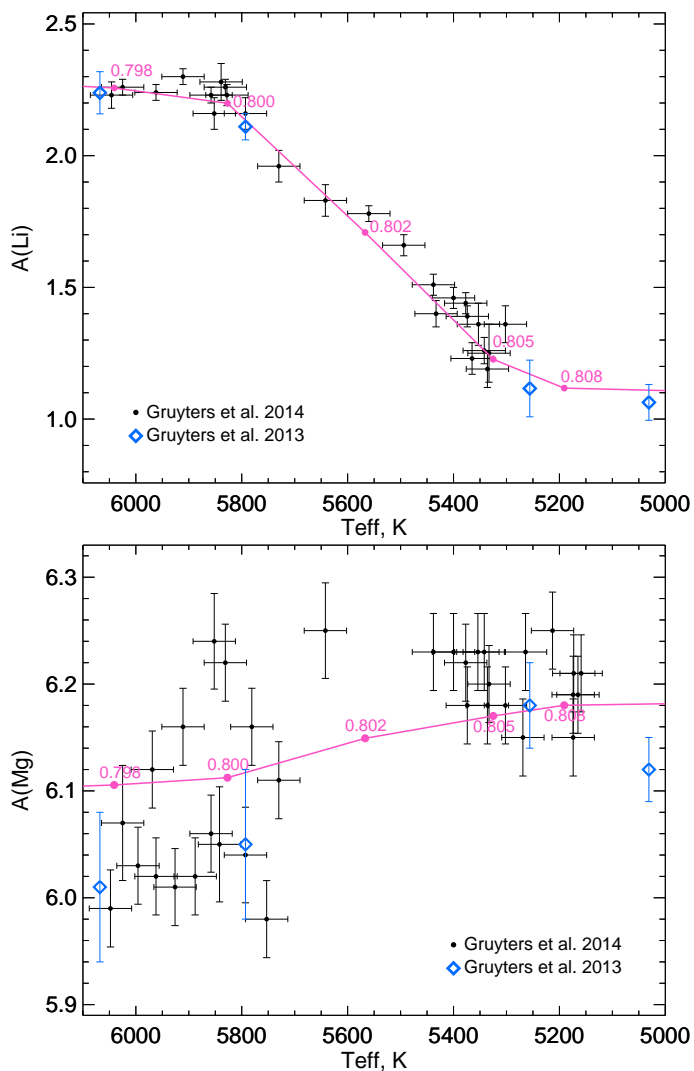 2.5
2.0
1.5
1.0
A(Li)
0.798
0.800
0.802
0.805
0.808
Gruyters et al. 2014
Gruyters et al. 2013
6000 5800 5600 5400 5200 5000
Teff, K
6.3
6.2
6.1
6.0
5.9
A(Mg)
0.798
0.800
0.802
0.805
0.808
Gruyters et al. 2014
Gruyters et al. 2013
6000 5800 5600 5400 5200 5000
Teff, K